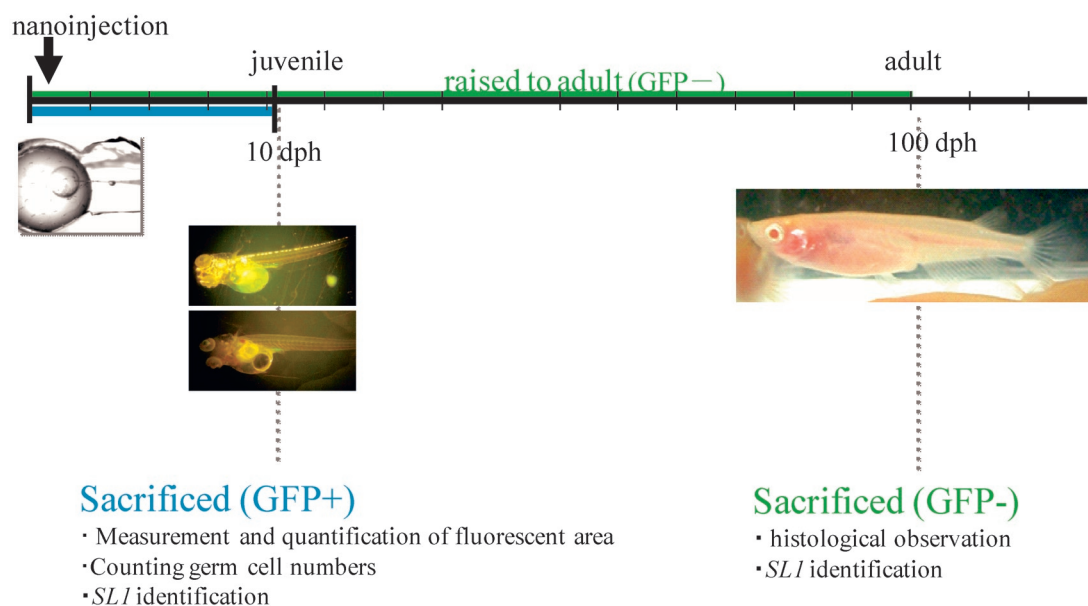 nanoinjection
juvenile
raised to adult (GFP－)
adult
10 dph
100 dph
Sacrificed (GFP+)
・Measurement and quantification of fluorescent area
・Counting germ cell numbers
・SL1 identification
Sacrificed (GFP-)
・histological observation
・SL1 identification